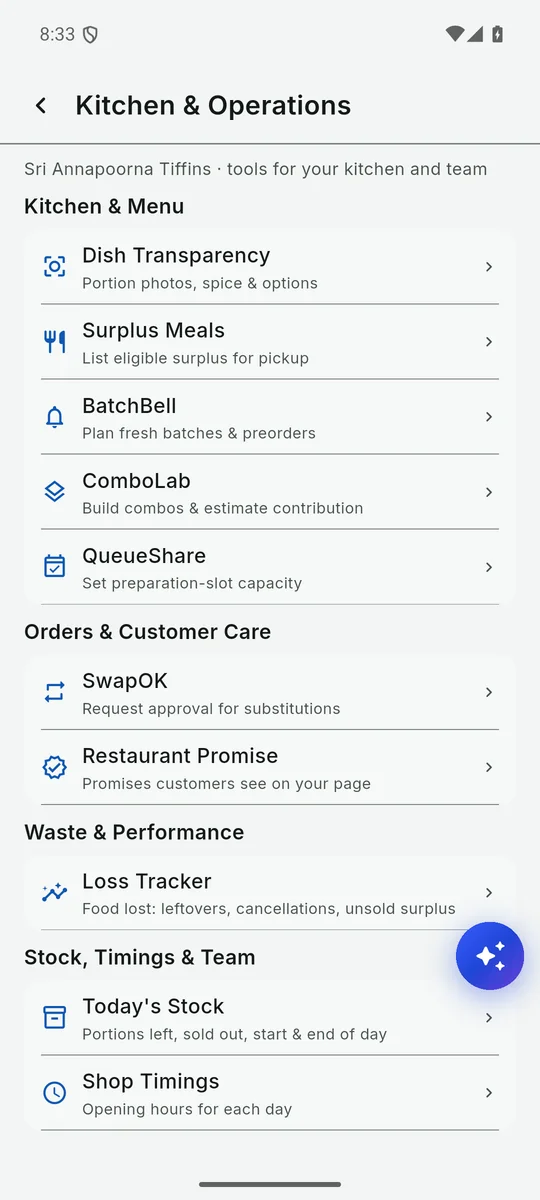 8:33
Kitchen & Operations
Sri Annapoorna Tiffins · tools for your kitchen and team
Kitchen & Menu
Dish Transparency
Portion photos, spice & options
Surplus Meals
List eligible surplus for pickup
BatchBell
Plan fresh batches & preorders
ComboLab
Build combos & estimate contribution
QueueShare
Set preparation-slot capacity
Orders & Customer Care
SwapOK
Request approval for substitutions
Restaurant Promise
Promises customers see on your page
Waste & Performance
Loss Tracker
Food lost: leftovers, cancellations, unsold surplus
Stock, Timings & Team
Today's Stock
Portions left, sold out, start & end of day
Shop Timings
Opening hours for each day